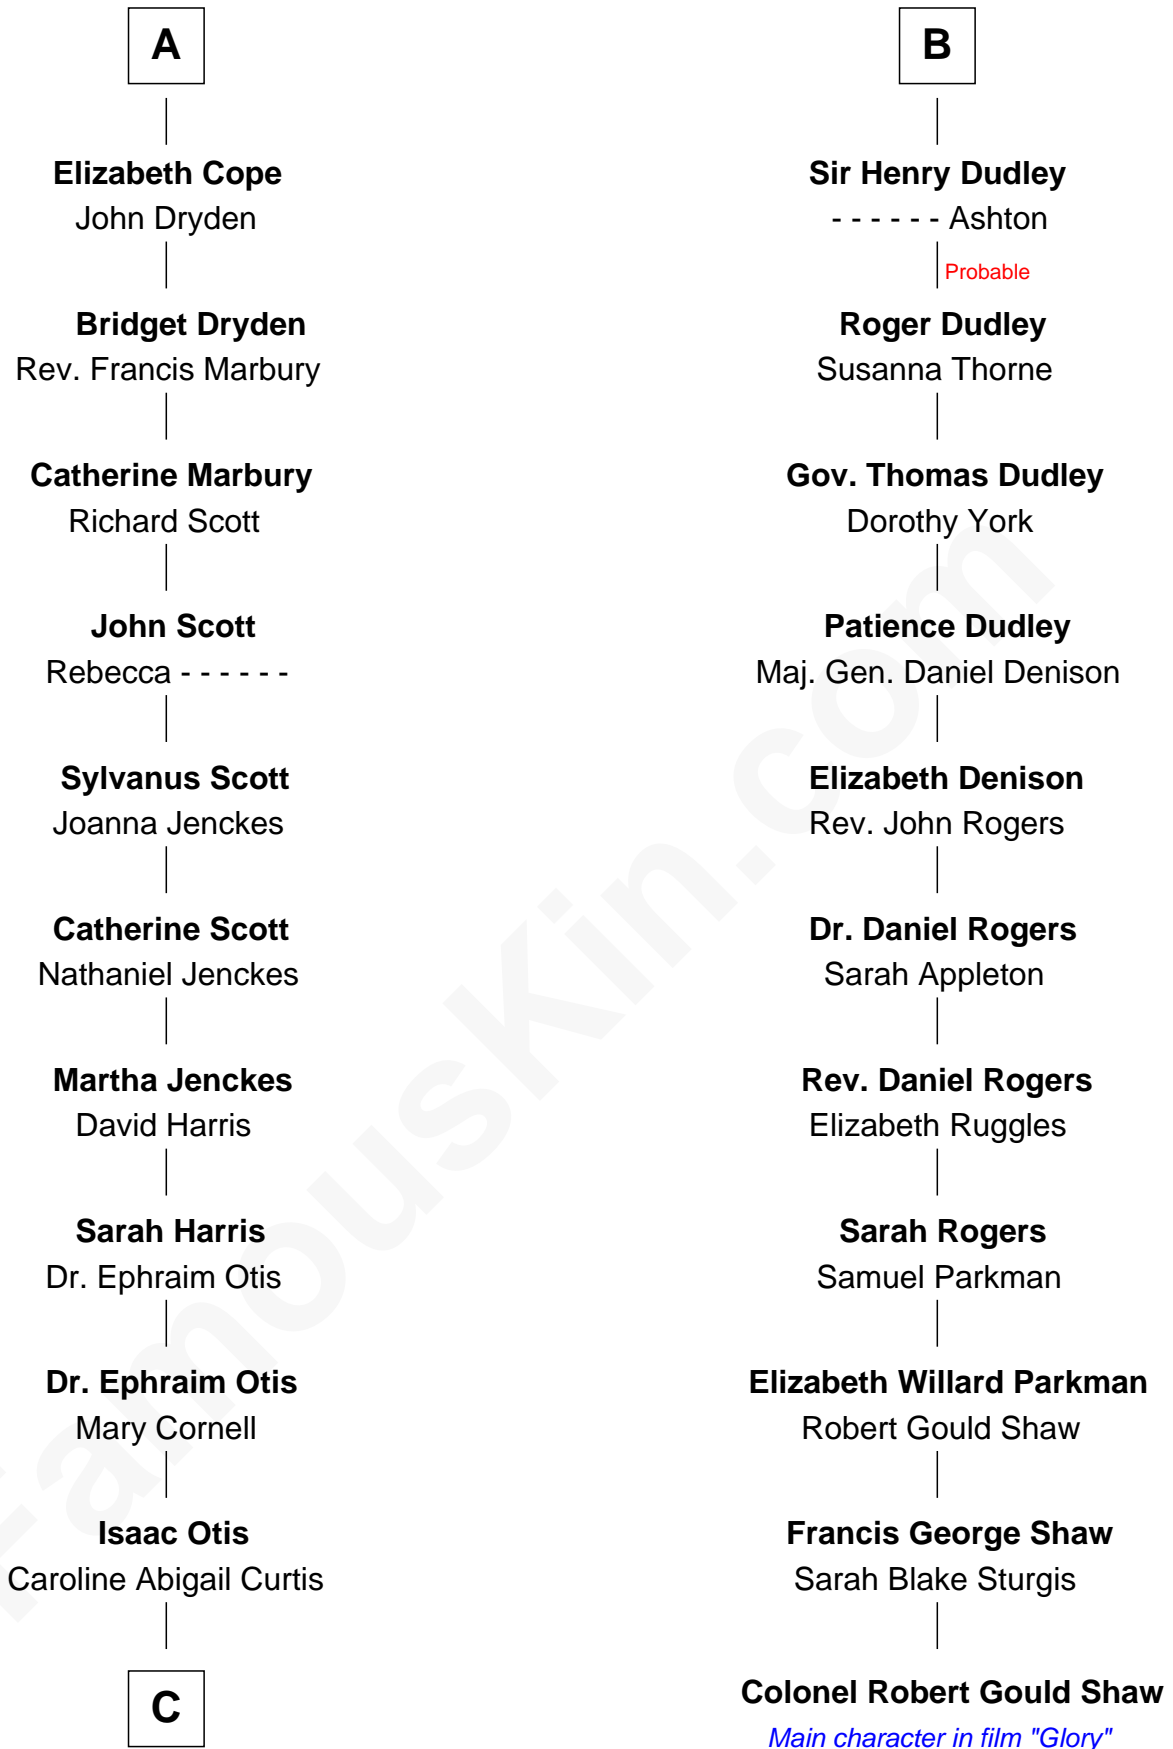 A
Elizabeth Cope
John Dryden
Bridget Dryden
Rev. Francis Marbury
Catherine Marbury
Richard Scott
John Scott
Rebecca - - - - - -
Sylvanus Scott
Joanna Jenckes
Catherine Scott
Nathaniel Jenckes
Martha Jenckes
David Harris
Sarah Harris
Dr. Ephraim Otis
Dr. Ephraim Otis
Mary Cornell
Isaac Otis
Caroline Abigail Curtis
C
B
Sir Henry Dudley
- - - - - - Ashton
Probable
Roger Dudley
Susanna Thorne
Gov. Thomas Dudley
Dorothy York
Patience Dudley
Maj. Gen. Daniel Denison
Elizabeth Denison
Rev. John Rogers
Dr. Daniel Rogers
Sarah Appleton
Rev. Daniel Rogers
Elizabeth Ruggles
Sarah Rogers
Samuel Parkman
Elizabeth Willard Parkman
Robert Gould Shaw
Francis George Shaw
Sarah Blake Sturgis
Colonel Robert Gould Shaw
Main character in film "Glory"
FamousKin.com